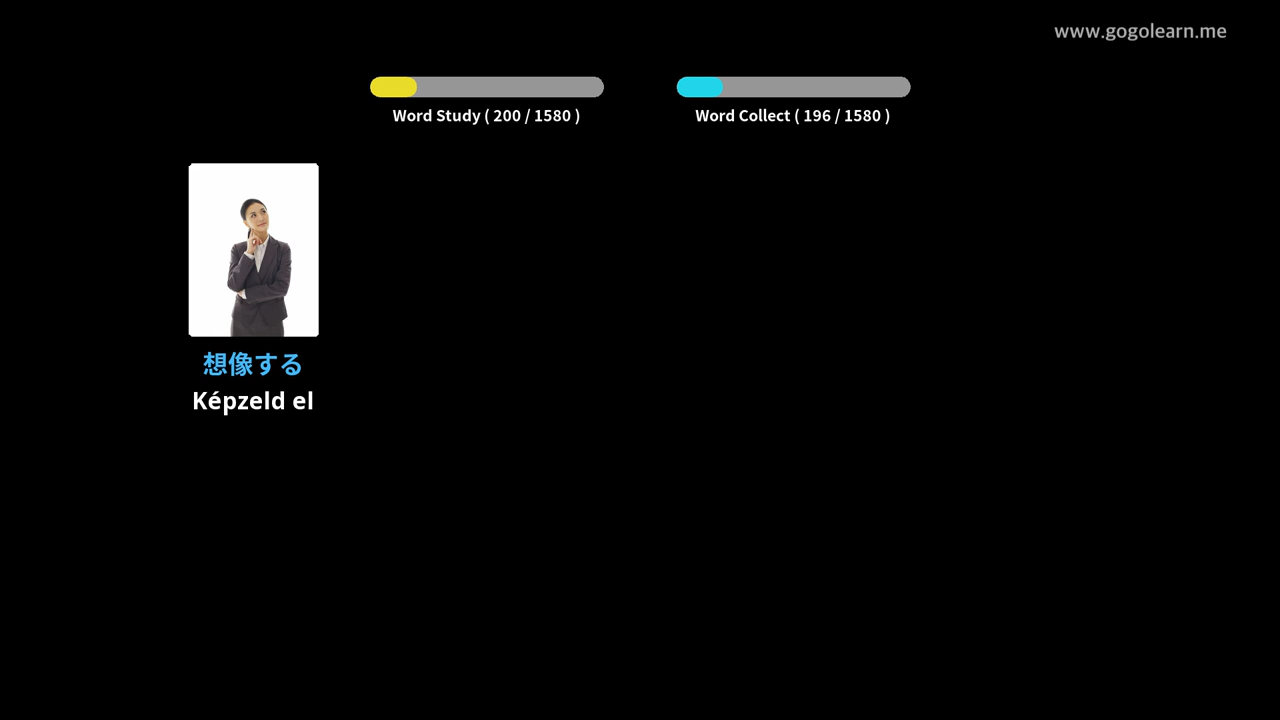 www.gogolearn.me
Word Study ( 200 / 1580 )
Word Collect ( 196 / 1580 )
想像する
Képzeld el